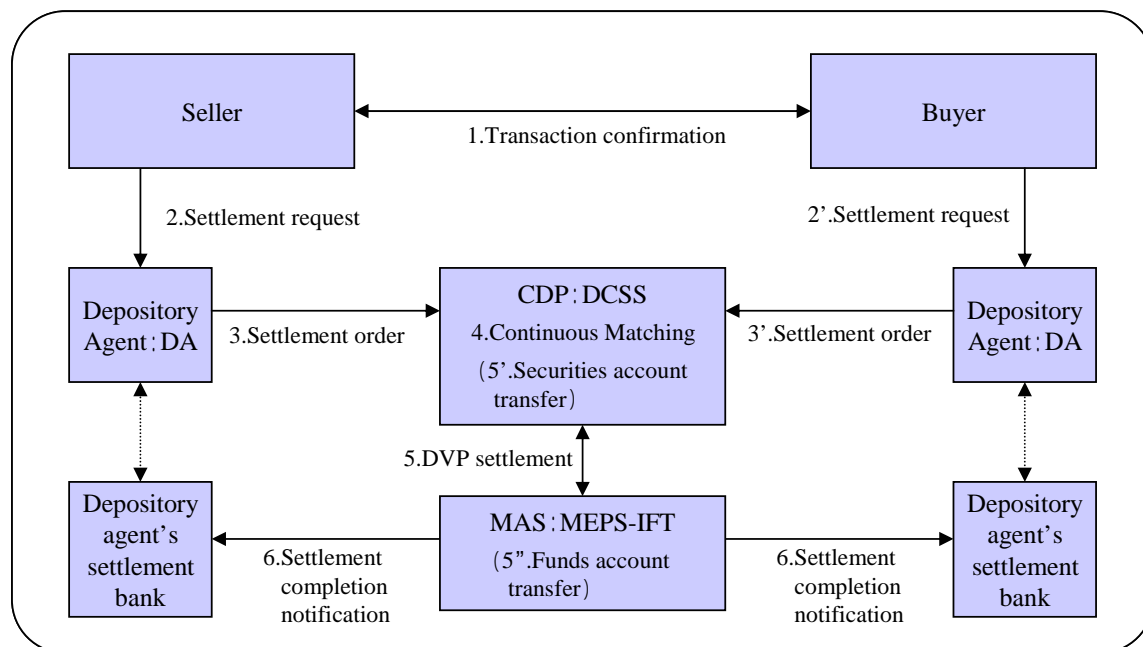 Seller
Buyer
1.Transaction confirmation
2.Settlement request
2’.Settlement request
Depository
Agent:DA
3.Settlement order
CDP:DCSS
4.Continuous Matching
(5’.Securities account
transfer)
3’.Settlement order
Depository
Agent:DA
5.DVP settlement
Depository
agent’s
settlement
bank
6.Settlement
completion
notification
MAS:MEPS-IFT
(5”.Funds account
transfer)
6.Settlement
completion
notification
Depository
agent’s
settlement
bank